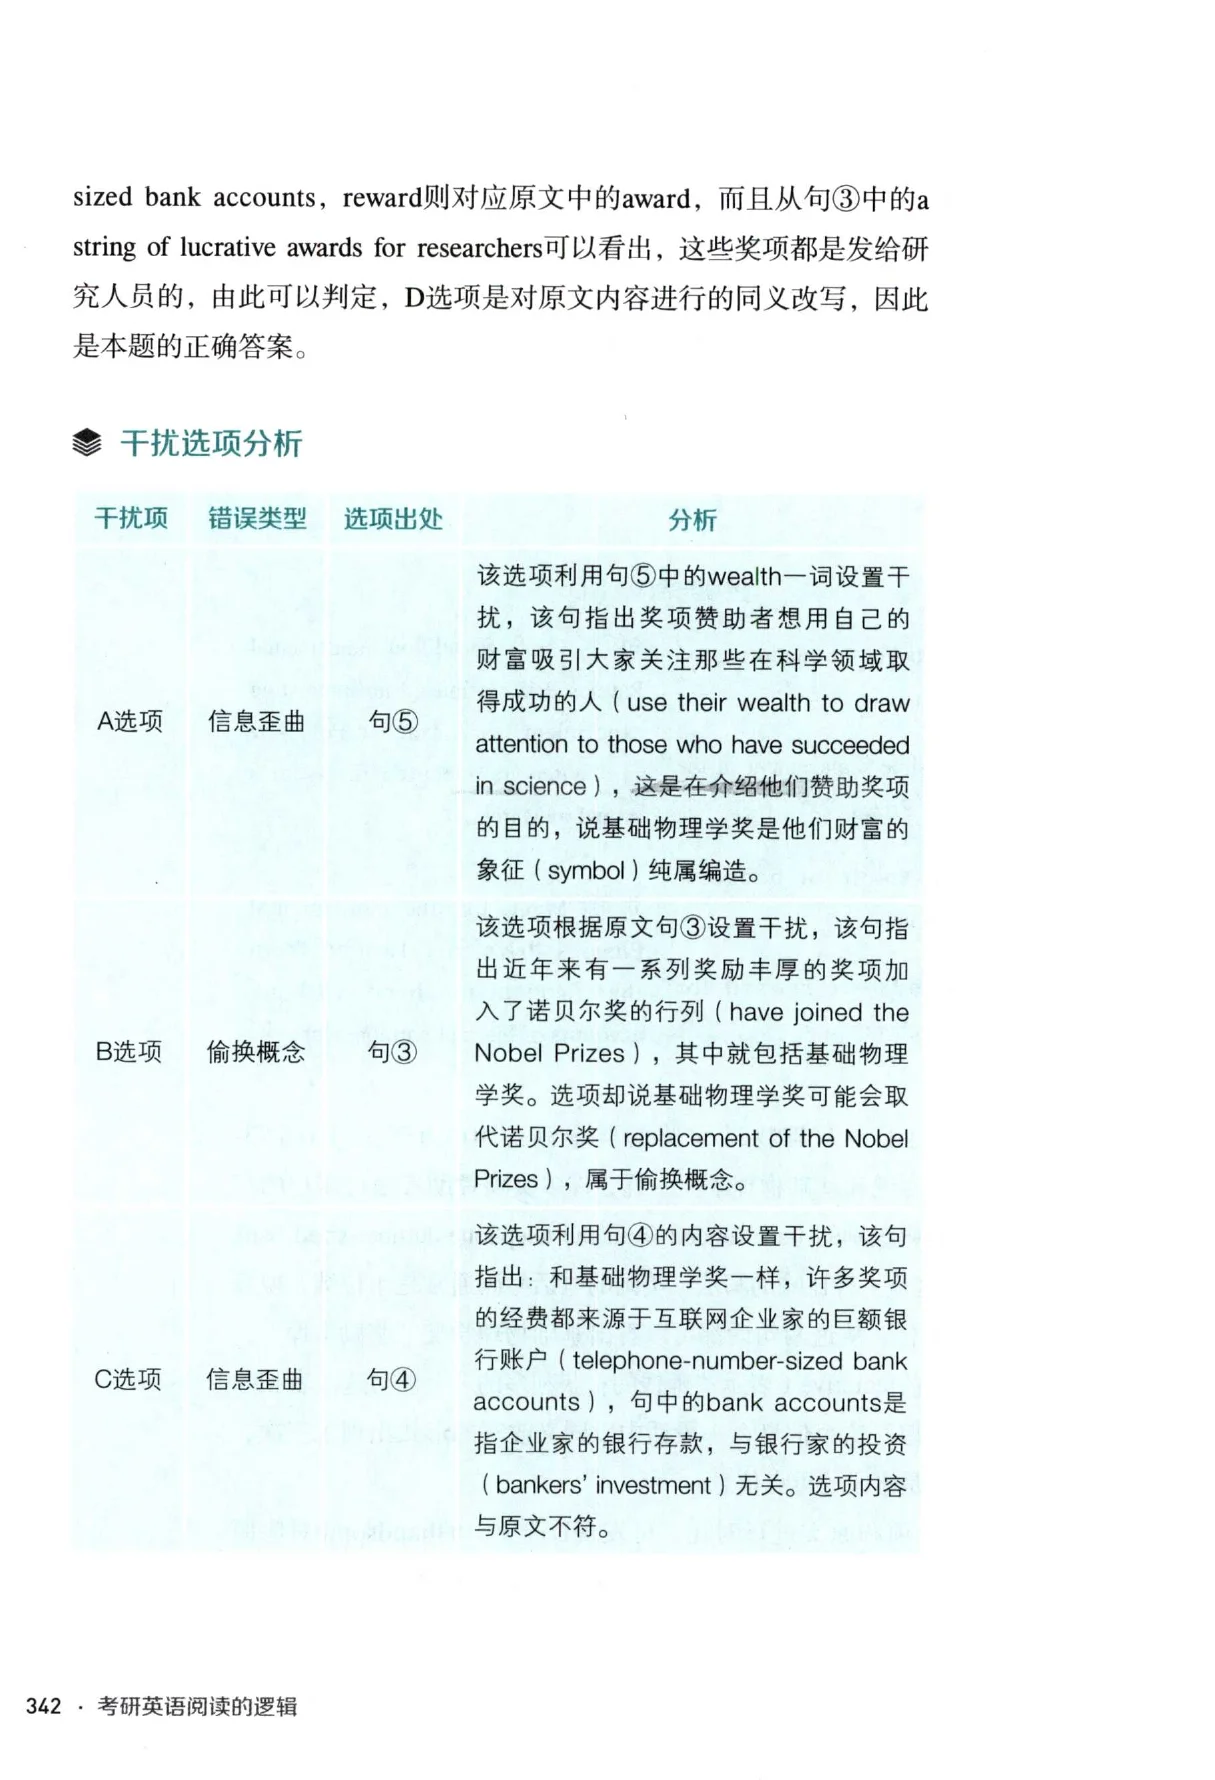 sized bank accounts，reward则对应原文中的award，而且从句③中的a
string of lucrative awards for researchers可以看出，这些奖项都是发给研
究人员的，由此可以判定，D选项是对原文内容进行的同义改写，因此
是本题的正确答案。
干扰选项分析
干扰项 错误类型 选项出处 分析
A选项 信息歪曲 句⑤
该选项利用句⑤中的wealth一词设置干
扰，该句指出奖项赞助者想用自己的
财富吸引大家关注那些在科学领域取
得成功的人（use their wealth to draw
attention to those who have succeeded
in science），这是在介绍他们赞助奖项
的目的，说基础物理学奖是他们财富的
象征（symbol）纯属编造。
B选项 偷换概念 句③
该选项根据原文句③设置干扰，该句指
出近年来有一系列奖励丰厚的奖项加
入了诺贝尔奖的行列（have joined the
Nobel Prizes），其中就包括基础物理
学奖。选项却说基础物理学奖可能会取
代诺贝尔奖（replacement of the Nobel
Prizes），属于偷换概念。
C选项 信息歪曲 句④
该选项利用句④的内容设置干扰，该句
指出：和基础物理学奖一样，许多奖项
的经费都来源于互联网企业家的巨额银
行账户（telephone-number-sized bank
accounts），句中的bank accounts是
指企业家的银行存款，与银行家的投资
（bankers' investment）无关。选项内容
与原文不符。
342 · 考研英语阅读的逻辑